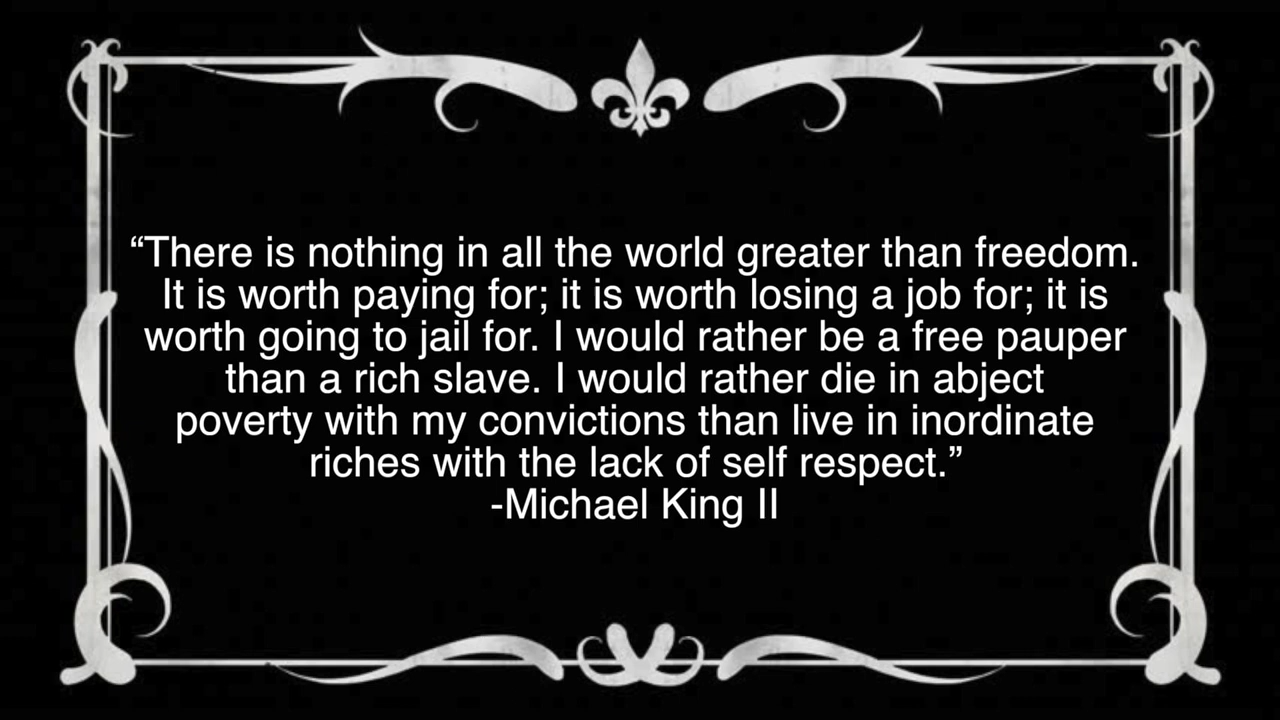 “There is nothing in all the world greater than freedom.
It is worth paying for; it is worth losing a job for; it is
worth going to jail for. I would rather be a free pauper
than a rich slave. I would rather die in abject
poverty with my convictions than live in inordinate
riches with the lack of self respect.”
-Michael King II